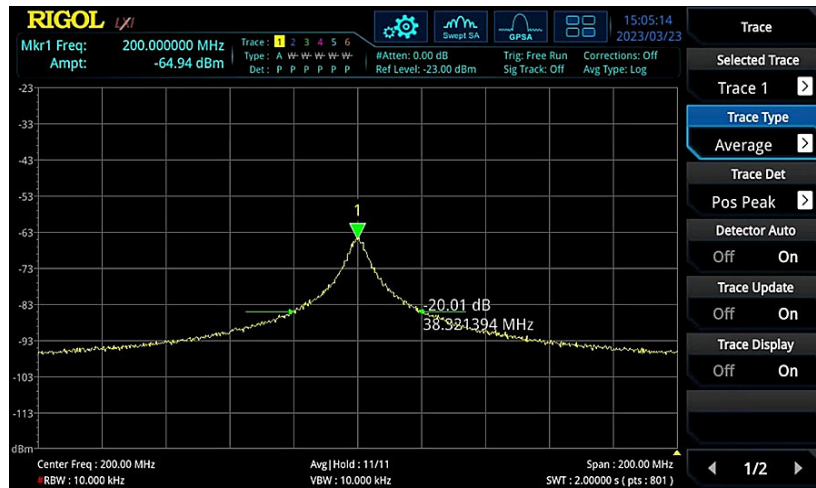 RIGOL LXI
Swept SA
GPSA
15:05:14
2023/03/23
Mkr1 Freq: 200.000000 MHz
Ampt: -64.94 dBm
Trace: 1 2 3 4 5 6
Type: A W W W W W
Det: P P P P P P
#Atten: 0.00 dB
Ref Level: -23.00 dBm
Trig: Free Run
Sig Track: Off
Corrections: Off
Avg Type: Log
-23
-33
-43
-53
-63
-73
-83
-93
-103
-113
dBm
1
-20.01 dB
38.321394 MHz
Center Freq : 200.00 MHz
Avg|Hold : 11/11
Span : 200.00 MHz
#RBW : 10.000 kHz
VBW : 10.000 kHz
SWT : 2.00000 s ( pts : 801 )
Trace
Selected Trace
Trace 1
Trace Type
Average
Trace Det
Pos Peak
Detector Auto
Off On
Trace Update
Off On
Trace Display
Off On
1/2